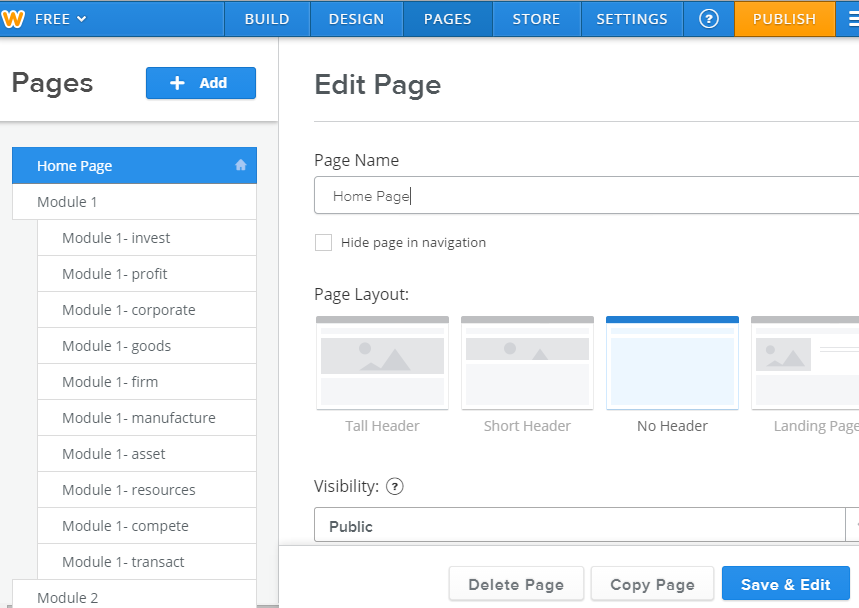 FREE BUILD DESIGN PAGES STORE SETTINGS ? PUBLISH
Pages
+ Add
Home Page
Module 1
Module 1- invest
Module 1- profit
Module 1- corporate
Module 1- goods
Module 1- firm
Module 1- manufacture
Module 1- asset
Module 1- resources
Module 1- compete
Module 1- transact
Module 2
Edit Page
Page Name
Home Page
Hide page in navigation
Page Layout:
Tall Header Short Header No Header Landing Page
Visibility: ?
Public
Delete Page Copy Page Save & Edit